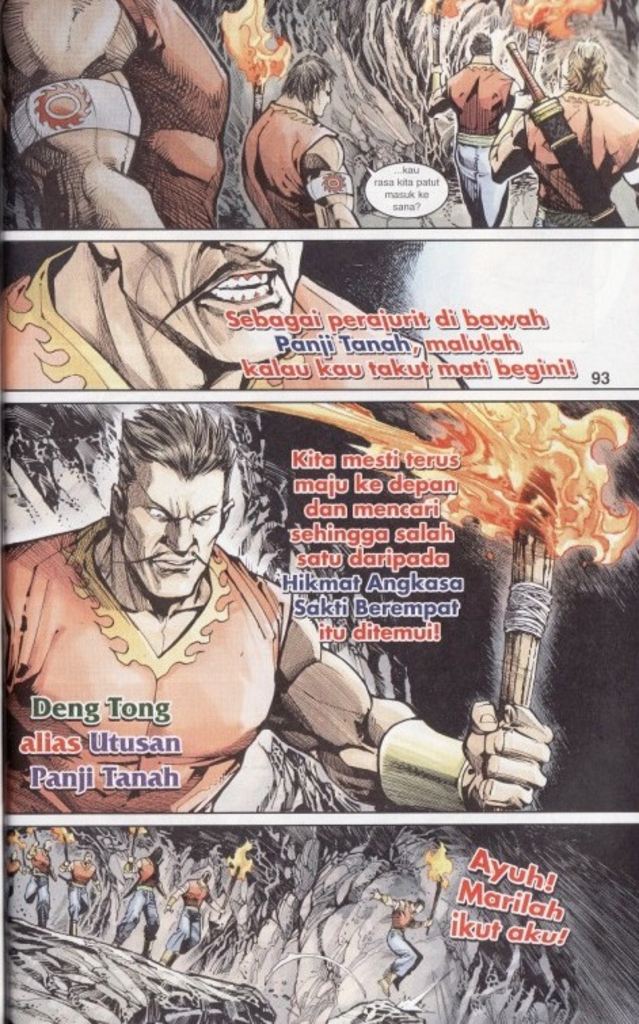 ...kau
rasa kita patut
masuk ke
sana?
Sebagai perajurit di bawah
Panji Tanah, malulah
kalau kau takut mati begini!
93
Kita mesti terus
maju ke depan
dan mencari
sehingga salah
satu daripada
Hikmat Angkasa
Sakti Berempat
itu ditemui!
Deng Tong
alias Utusan
Panji Tanah
Ayuh!
Marilah
ikut aku!